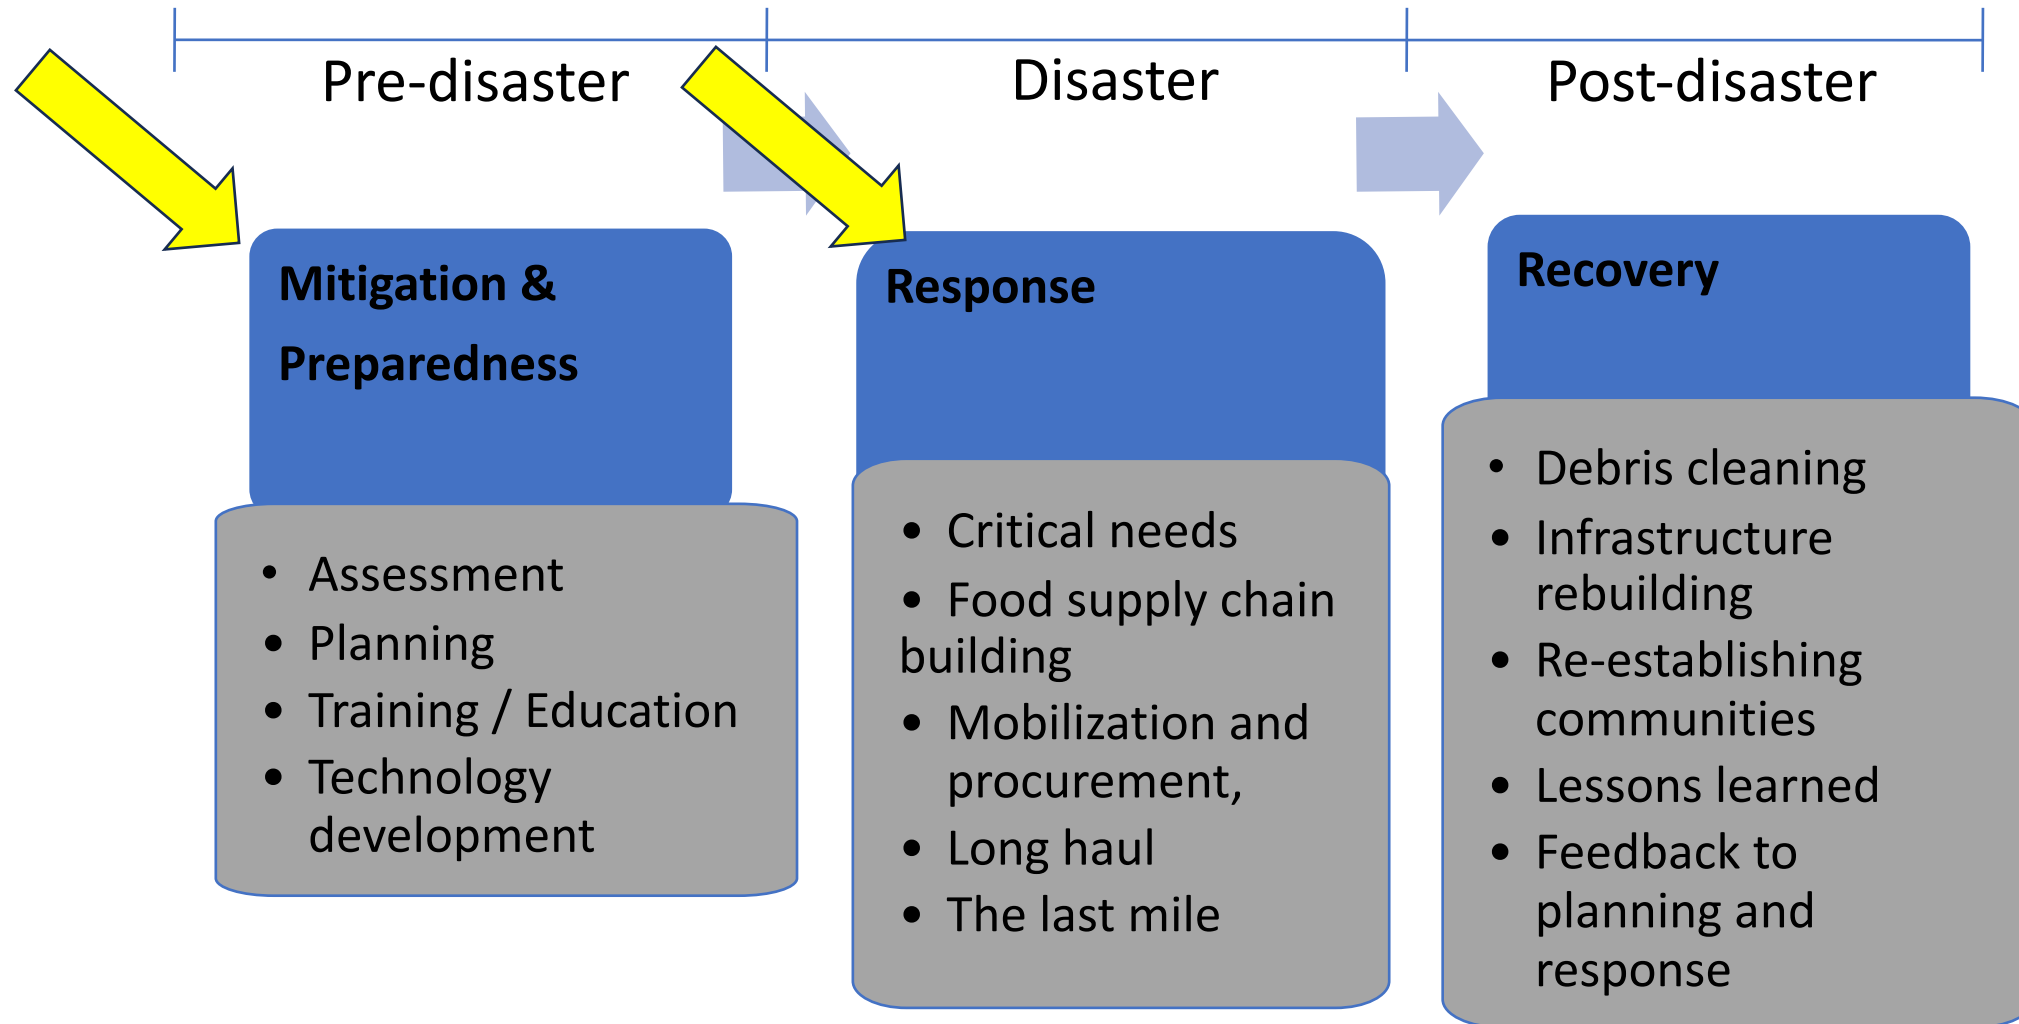 Pre-disaster
Disaster
Post-disaster
Mitigation &
Preparedness
• Assessment
• Planning
• Training / Education
• Technology
development
Response
• Critical needs
• Food supply chain
building
• Mobilization and
procurement,
• Long haul
• The last mile
Recovery
• Debris cleaning
• Infrastructure
rebuilding
• Re-establishing
communities
• Lessons learned
• Feedback to
planning and
response